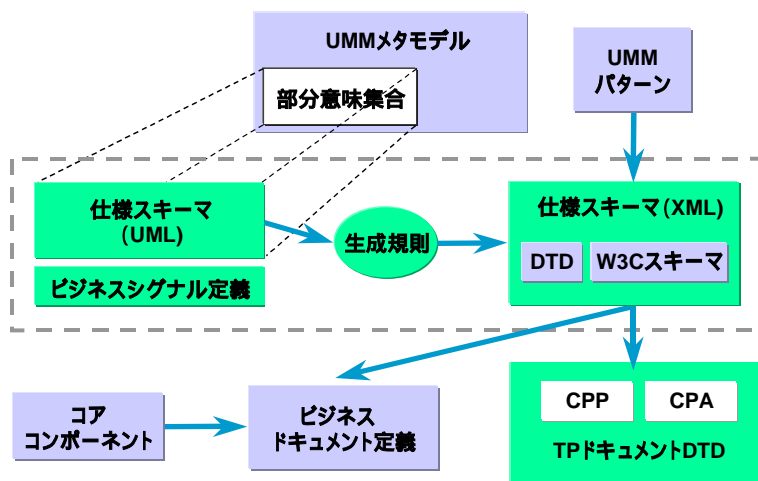 UMMメタモデル
部分意味集合
UMM
パターン
仕様スキーマ
(UML)
ビジネスシグナル定義
生成規則
仕様スキーマ(XML)
DTD
W3Cスキーマ
コア
コンポーネント
ビジネス
ドキュメント定義
CPP
CPA
TPドキュメントDTD